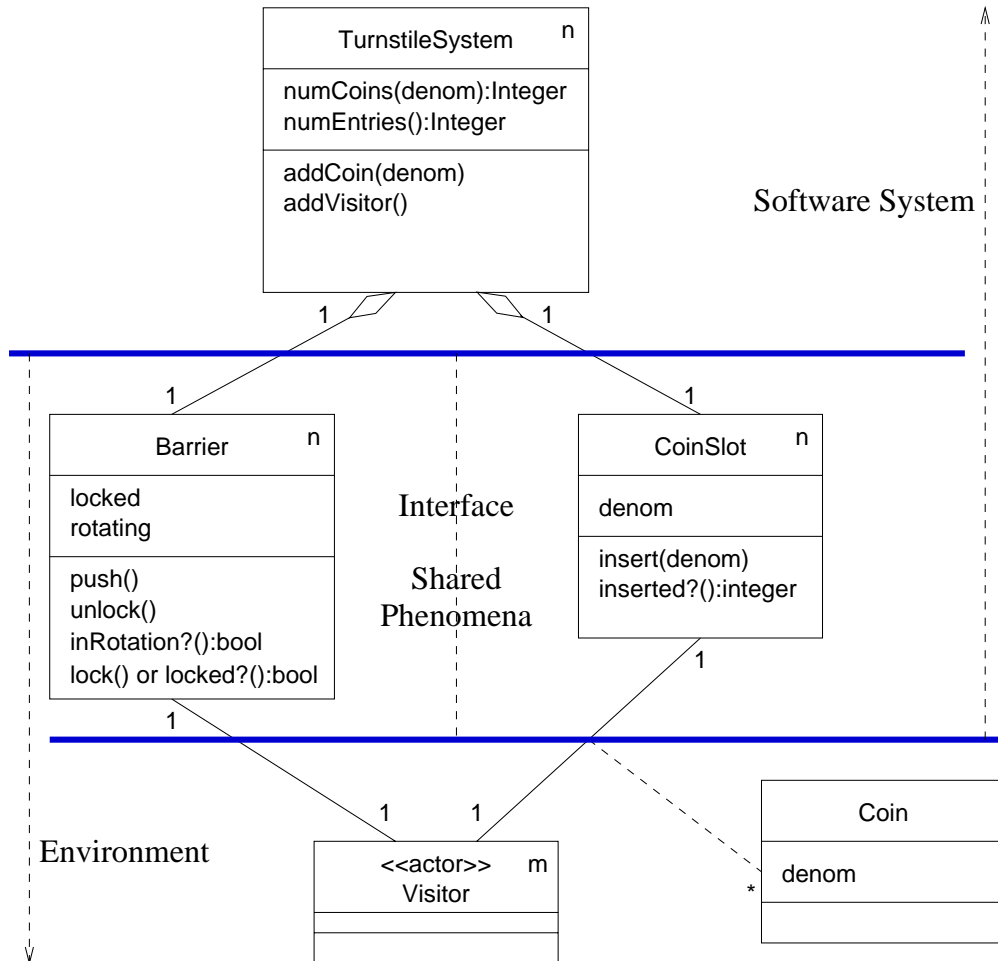 TurnstileSystem n
numCoins(denom):Integer
numEntries():Integer
addCoin(denom)
addVisitor()
Software System
1 1
1 1
Barrier n
locked
rotating
push()
unlock()
inRotation?():bool
lock() or locked?():bool
Interface
Shared
Phenomena
CoinSlot n
denom
insert(denom)
inserted?():integer
1 1
1 1
Environment
<<actor>> m
Visitor
Coin
denom
*